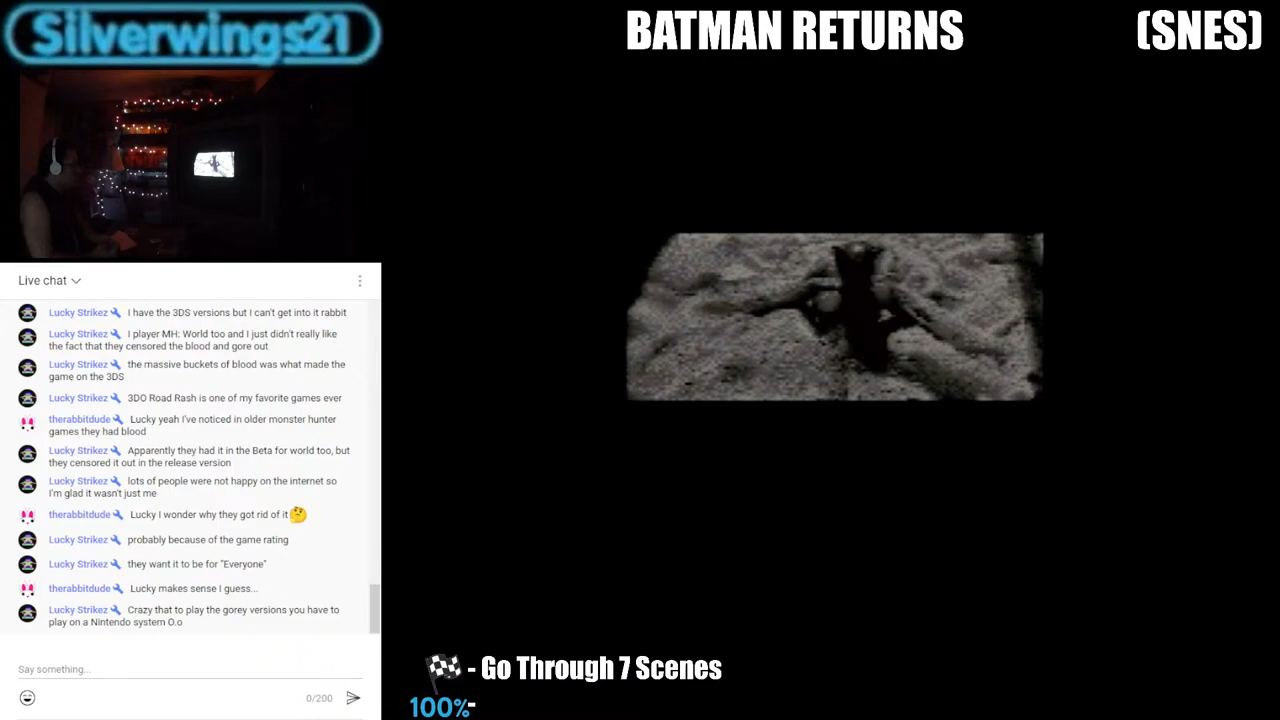 Silverwings21
BATMAN RETURNS
(SNES)
Live chat
Lucky Strikez I have the 3DS versions but I can't get into it rabbit
Lucky Strikez I player MH: World too and I just didn't really like
the fact that they censored the blood and gore out
Lucky Strikez the massive buckets of blood was what made the
game on the 3DS
Lucky Strikez 3DO Road Rash is one of my favorite games ever
therabbitdude Lucky yeah I've noticed in older monster hunter
games they had blood
Lucky Strikez Apparently they had it in the Beta for world too, but
they censored it out in the release version
Lucky Strikez lots of people were not happy on the internet so
I'm glad it wasn't just me
therabbitdude Lucky I wonder why they got rid of it🤔
Lucky Strikez probably because of the game rating
Lucky Strikez they want it to be for "Everyone"
therabbitdude Lucky makes sense I guess...
Lucky Strikez Crazy that to play the gorey versions you have to
play on a Nintendo system O.o
Say something...
0/200
- Go Through 7 Scenes
100%-